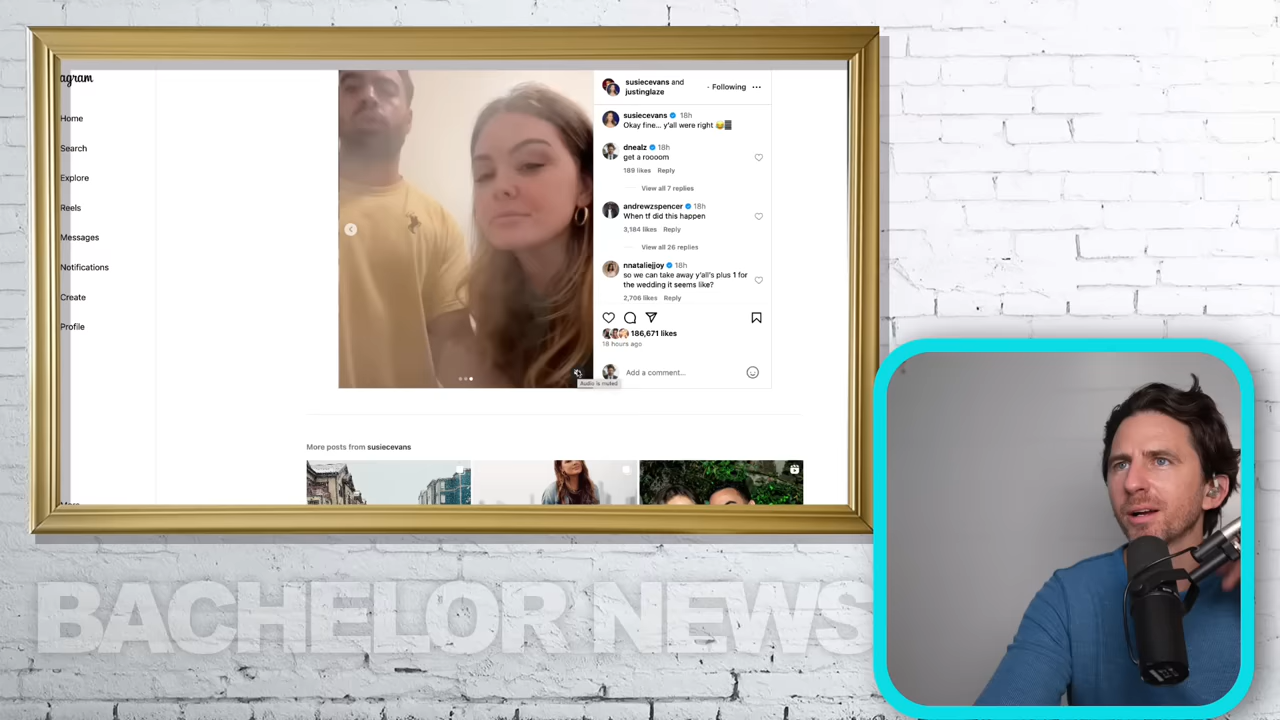 agram
Home
Search
Explore
Reels
Messages
Notifications
Create
Profile
More
susiecevans and
justinglaze
· Following ...
susiecevans 18h
Okay fine... y'all were right 😂
dnealz 18h
get a roooom
189 likes Reply
View all 7 replies
andrewzspencer 18h
When tf did this happen
3,184 likes Reply
View all 26 replies
nnataliejjoy 18h
so we can take away y'all's plus 1 for
the wedding it seems like?
2,706 likes Reply
186,671 likes
18 hours ago
Add a comment...
Audio is muted
More posts from susiecevans
BACHELOR NEWS